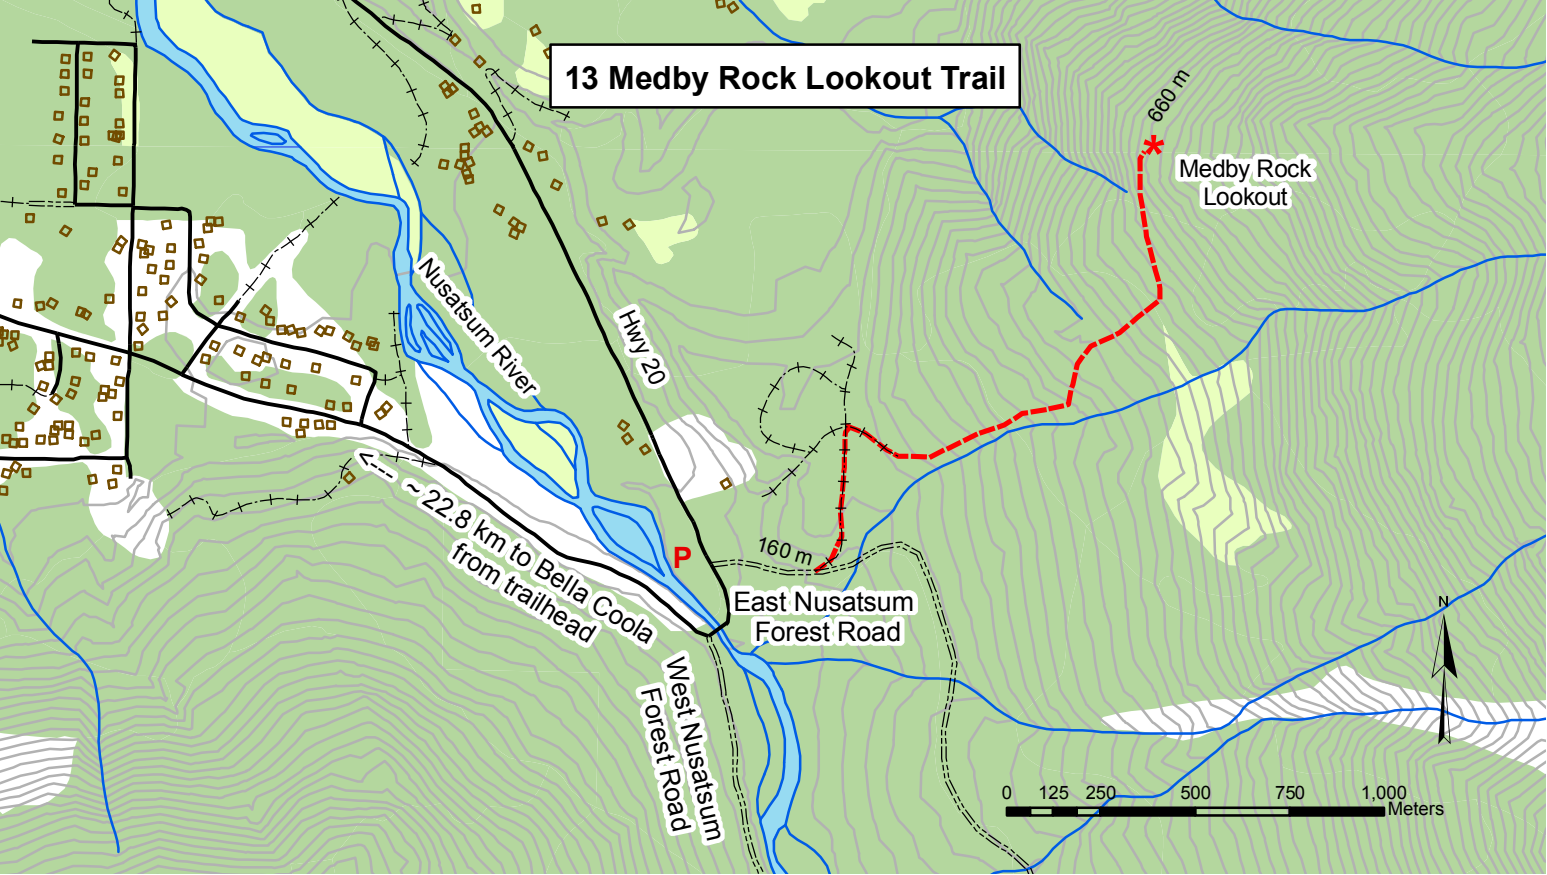 13 Medby Rock Lookout Trail
660 m
Medby Rock
Lookout
Nusatsum River
Hwy 20
~ 22.8 km to Bella Coola
from trailhead
P
160 m
East Nusatsum
Forest Road
West Nusatsum
Forest Road
N
0 125 250 500 750 1,000
Meters